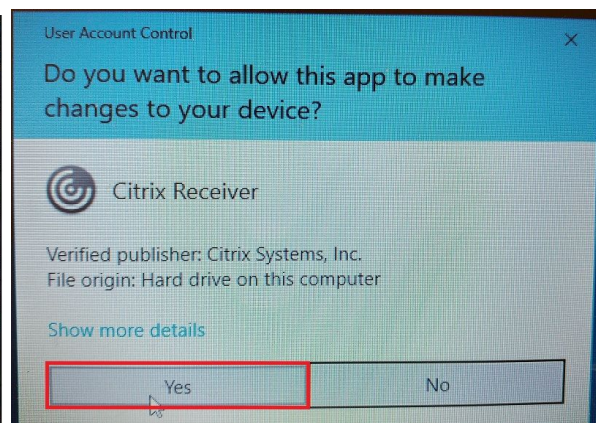 User Account Control
Do you want to allow this app to make
changes to your device?
Citrix Receiver
Verified publisher: Citrix Systems, Inc.
File origin: Hard drive on this computer
Show more details
Yes No